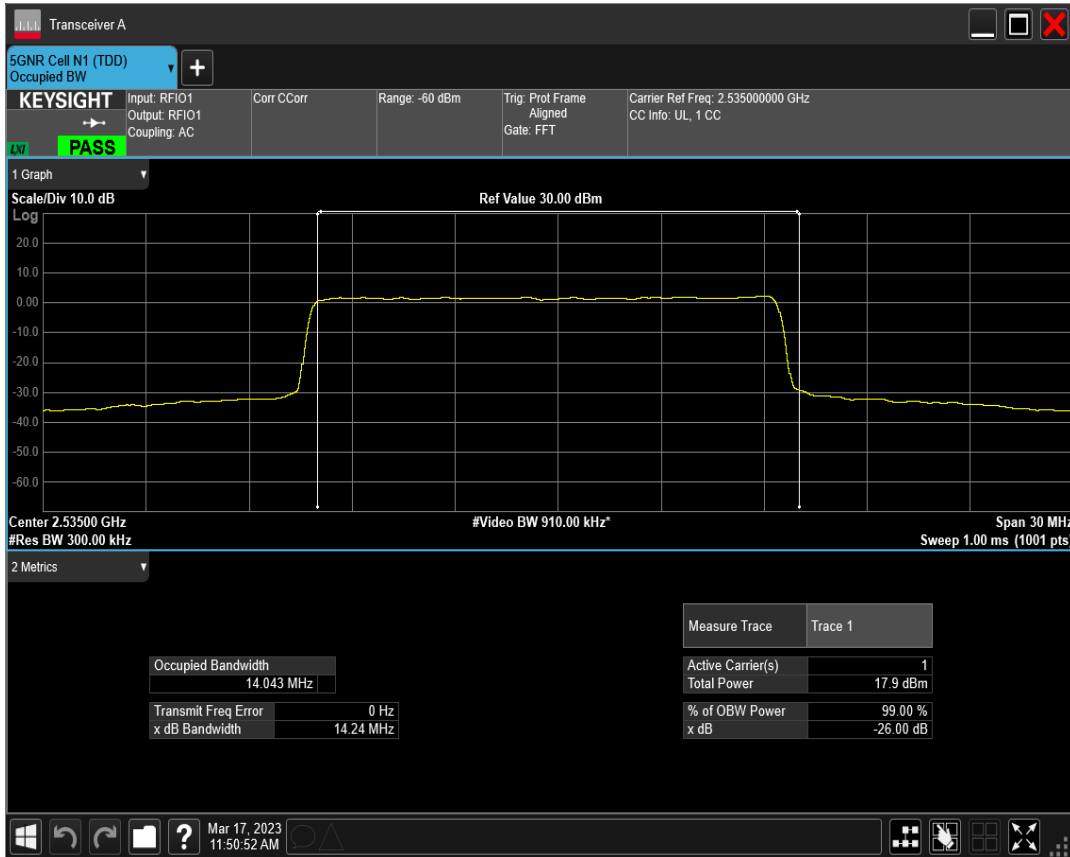 Transceiver A
5GNR Cell N1 (TDD)
Occupied BW
+
KEYSIGHT
LXI
PASS
Input: RFIO1
Output: RFIO1
Coupling: AC
Corr CCorr
Range: -60 dBm
Trig: Prot Frame
Aligned
Gate: FFT
Carrier Ref Freq: 2.535000000 GHz
CC Info: UL, 1 CC
1 Graph
Scale/Div 10.0 dB
Ref Value 30.00 dBm
Log
20.0
10.0
0.00
-10.0
-20.0
-30.0
-40.0
-50.0
-60.0
Center 2.53500 GHz
#Video BW 910.00 kHz*
Span 30 MHz
#Res BW 300.00 kHz
Sweep 1.00 ms (1001 pts)
2 Metrics
Measure Trace Trace 1
Occupied Bandwidth
14.043 MHz
Active Carrier(s) 1
Total Power 17.9 dBm
Transmit Freq Error 0 Hz
x dB Bandwidth 14.24 MHz
% of OBW Power 99.00 %
x dB -26.00 dB
?
Mar 17, 2023
11:50:52 AM